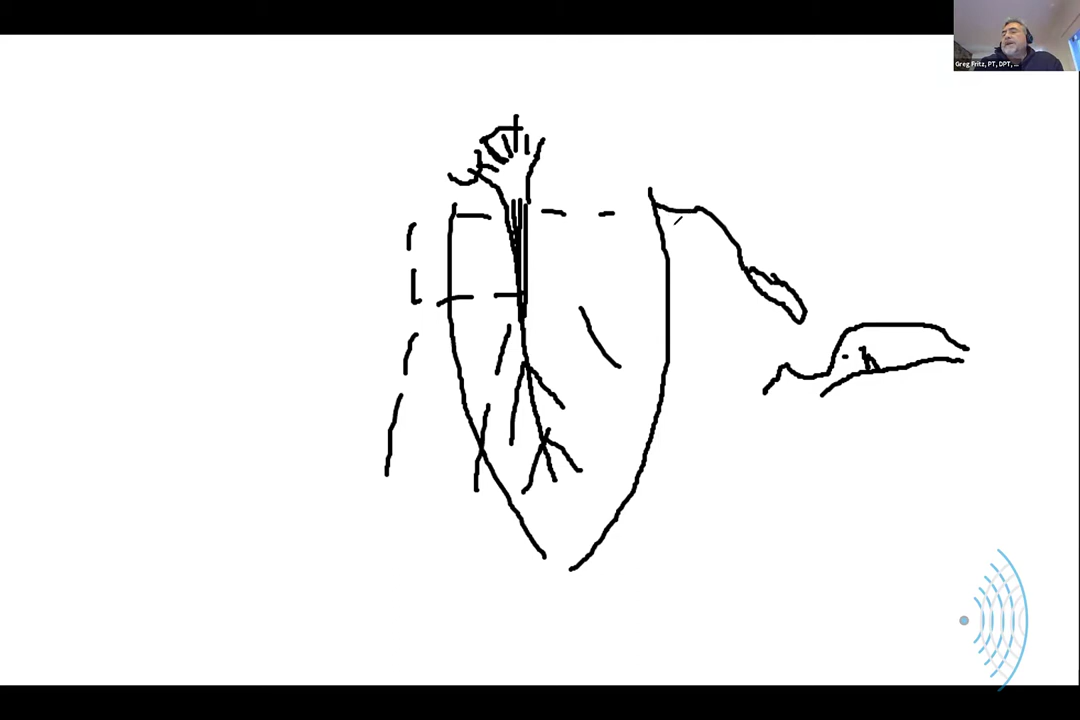 Greg Fritz, PT, DPT, ...